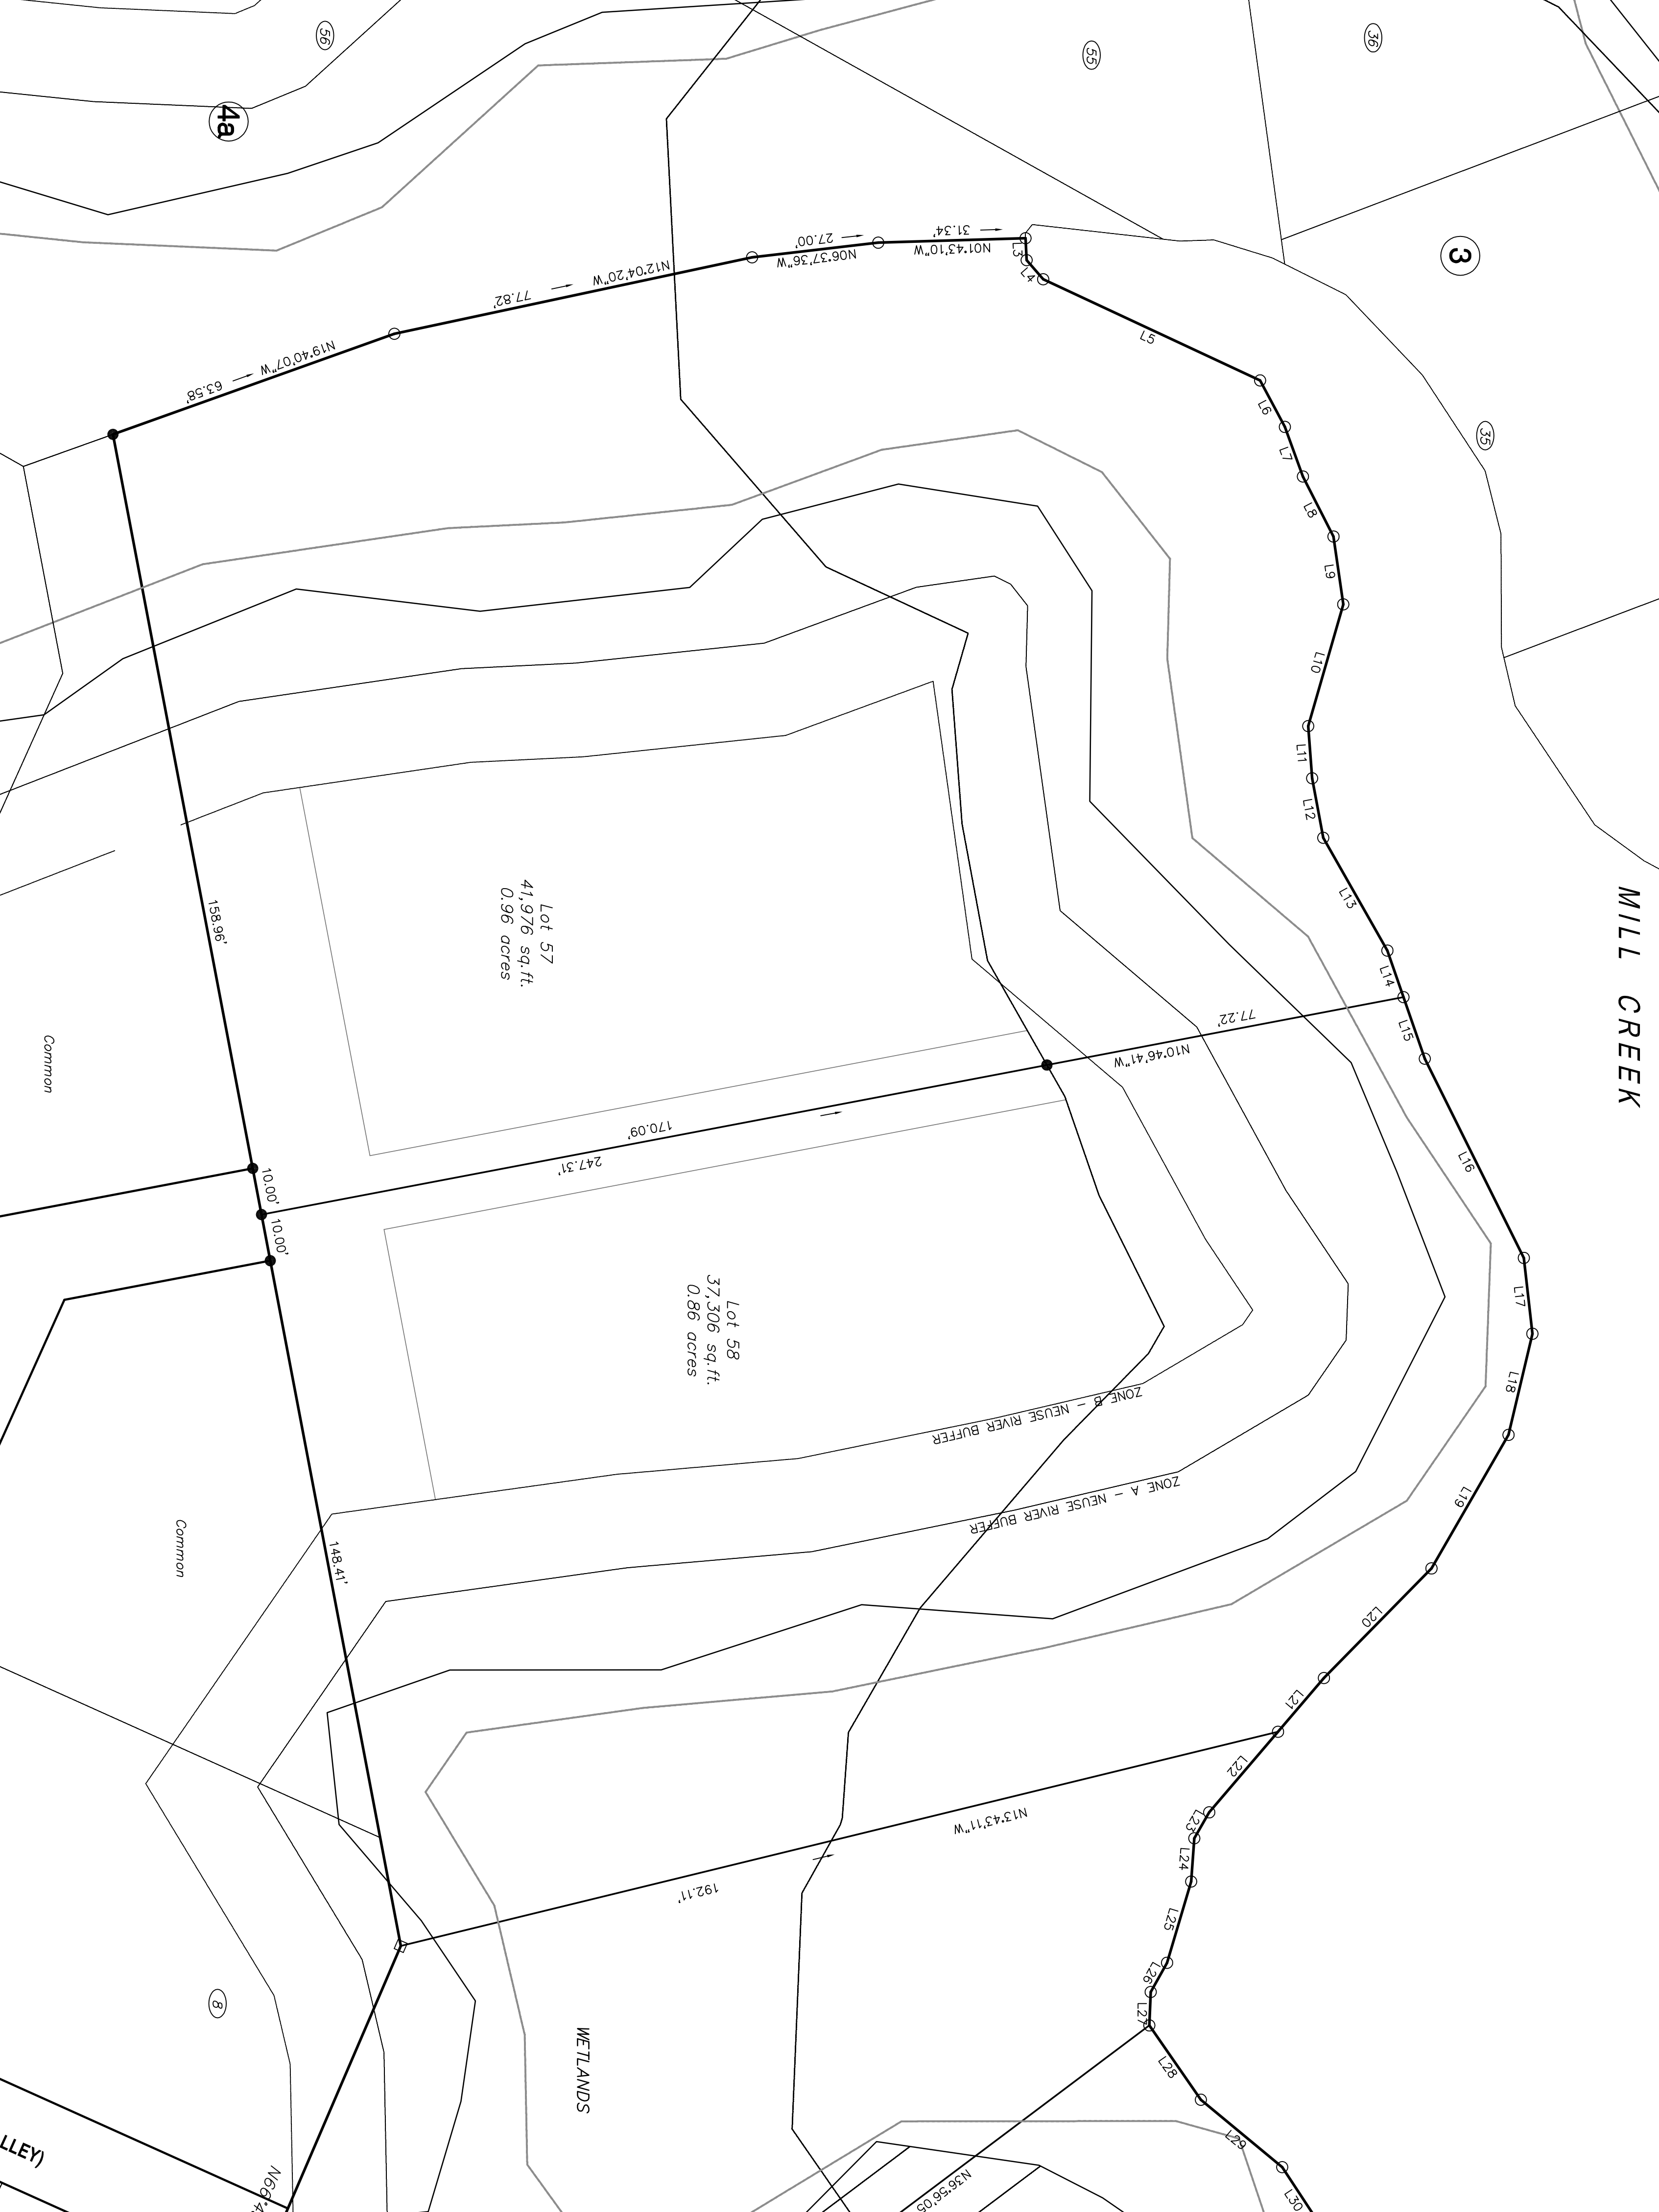 56
4a
55
36
3
35
31.34'
N01°43'10"W
27.00'
N06°37'36"W
N12°04'20"W
77.82'
N19°40'07"W
63.58'
L3
L4
L5
L6
L7
L8
L9
L10
L11
L12
L13
L14
L15
L16
L17
L18
L19
L20
L21
L22
L23
L24
L25
L26
L27
L28
L29
L30
MILL CREEK
Lot 57
41,976 sq.ft.
0.96 acres
158.96'
Common
10.00'
10.00'
77.22'
N10°46'41"W
170.09'
247.31'
Lot 58
37,306 sq.ft.
0.86 acres
ZONE B – NEUSE RIVER BUFFER
ZONE A – NEUSE RIVER BUFFER
148.41'
Common
N13°43'11"W
192.11'
8
WETLANDS
N36°56'05
LLEY)